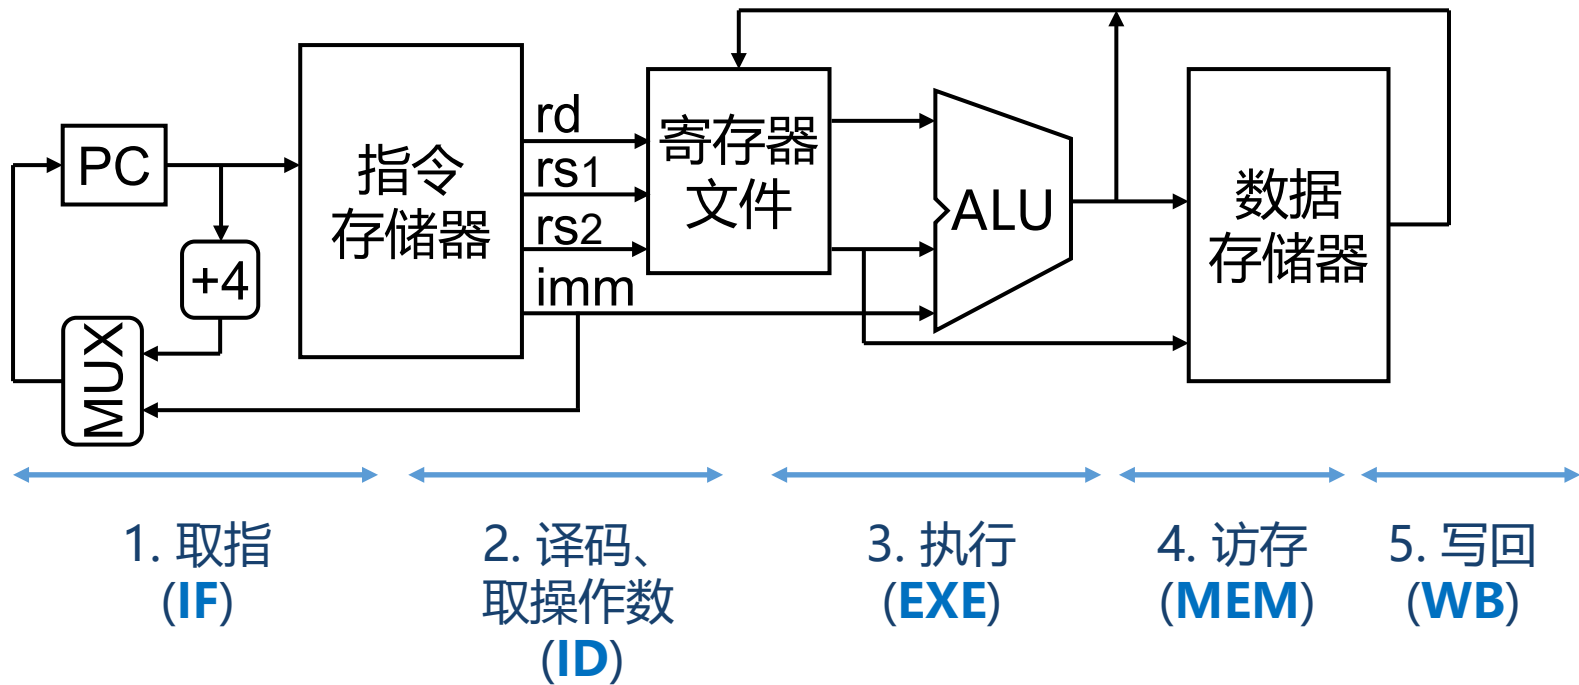 PC
+4
MUX
指令
存储器
rd
rs1
rs2
imm
寄存器
文件
ALU
数据
存储器
1. 取指
(IF)
2. 译码、
取操作数
(ID)
3. 执行
(EXE)
4. 访存
(MEM)
5. 写回
(WB)